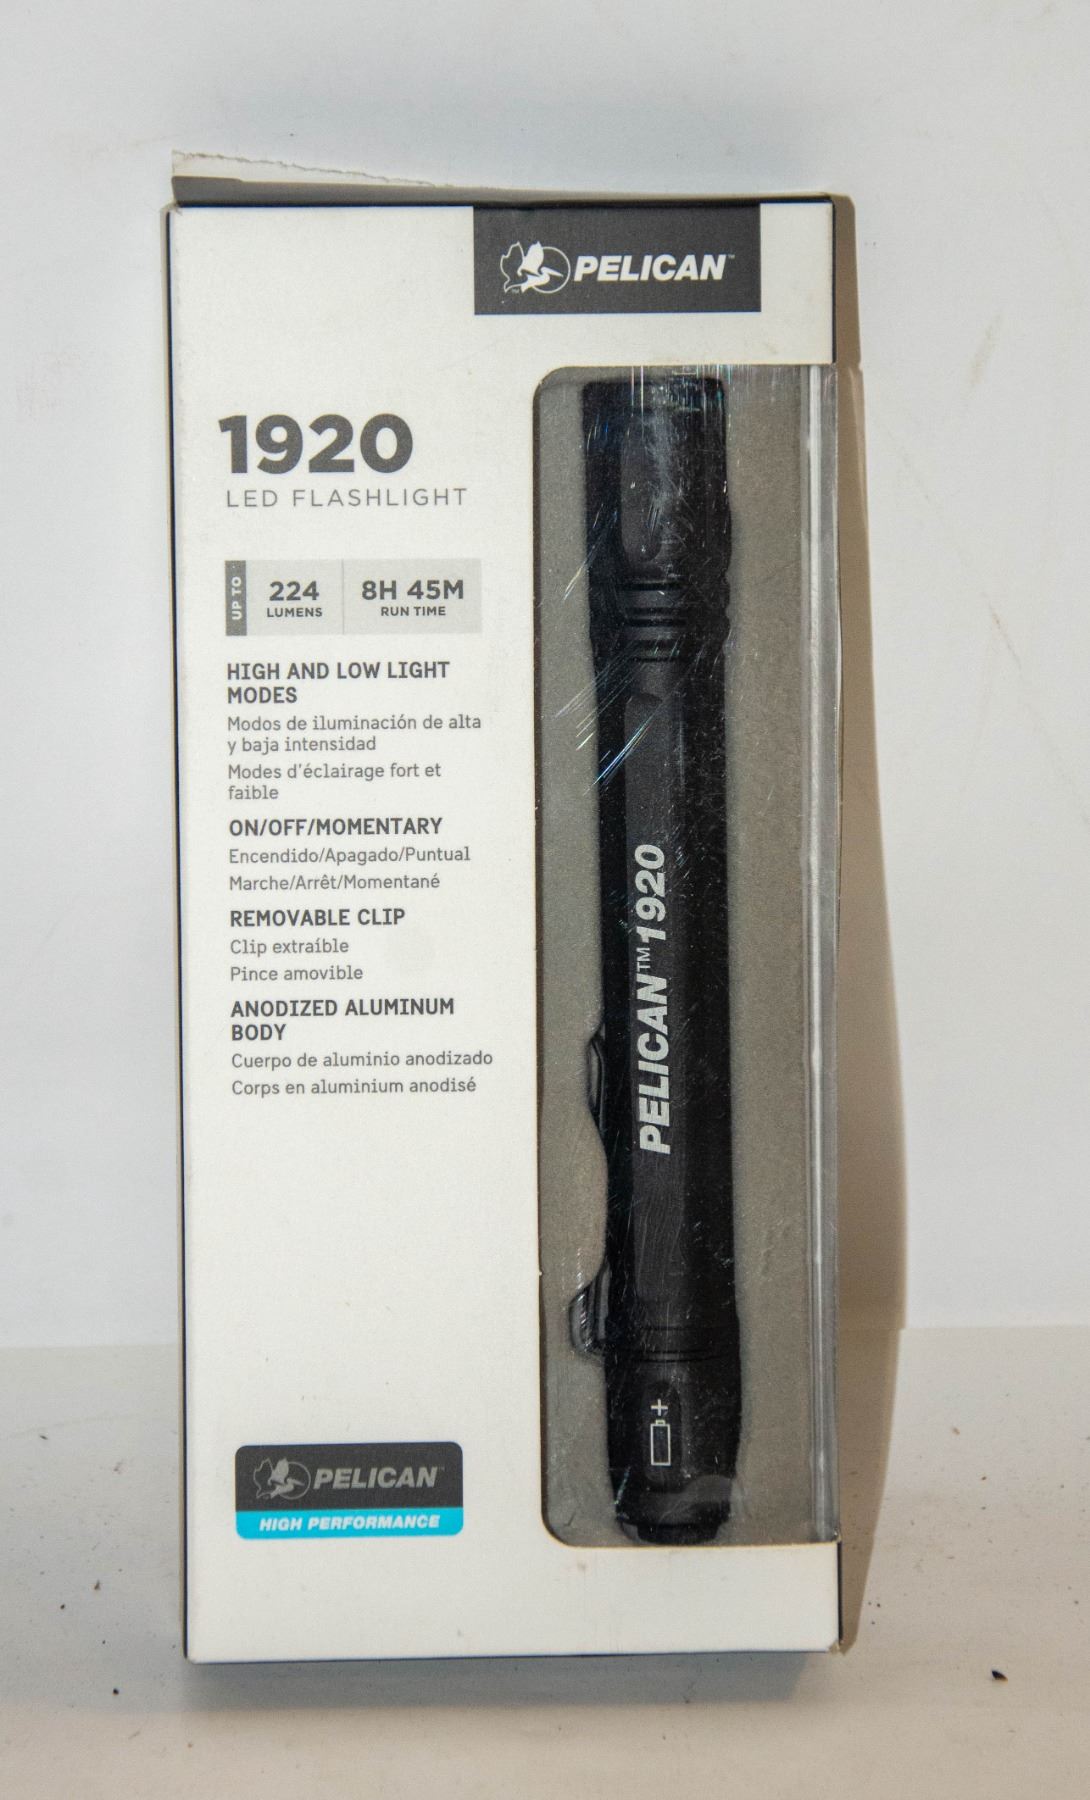 PELICAN™
1920
LED FLASHLIGHT
UP TO
224
LUMENS
8H 45M
RUN TIME
HIGH AND LOW LIGHT
MODES
Modos de iluminación de alta
y baja intensidad
Modes d'éclairage fort et
faible
ON/OFF/MOMENTARY
Encendido/Apagado/Puntual
Marche/Arrêt/Momentané
REMOVABLE CLIP
Clip extraíble
Pince amovible
ANODIZED ALUMINUM
BODY
Cuerpo de aluminio anodizado
Corps en aluminium anodisé
PELICAN™ 1920
+
PELICAN™
HIGH PERFORMANCE